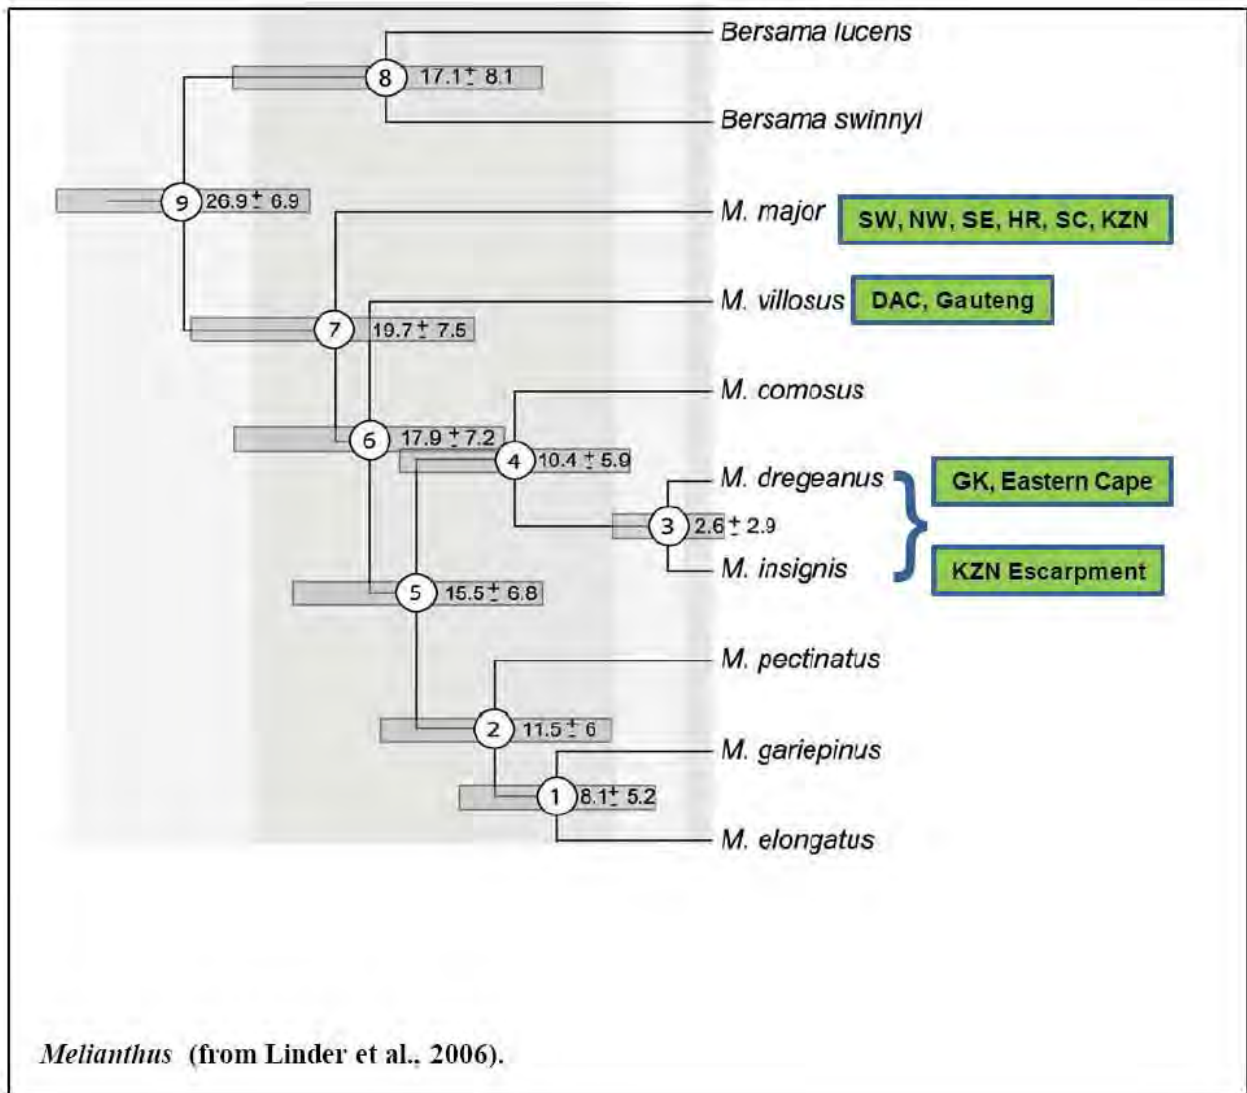 Bersama lucens
8 17.1 ± 8.1
Bersama swinnyi
9 26.9 ± 6.9
M. major SW, NW, SE, HR, SC, KZN
M. villosus DAC, Gauteng
7 19.7 ± 7.5
M. comosus
6 17.9 ± 7.2
4 10.4 ± 5.9
M. dregeanus GK, Eastern Cape
3 2.6 ± 2.9
M. insignis KZN Escarpment
5 15.5 ± 6.8
M. pectinatus
2 11.5 ± 6
M. gariepinus
1 8.1 ± 5.2
M. elongatus
Melianthus (from Linder et al., 2006).